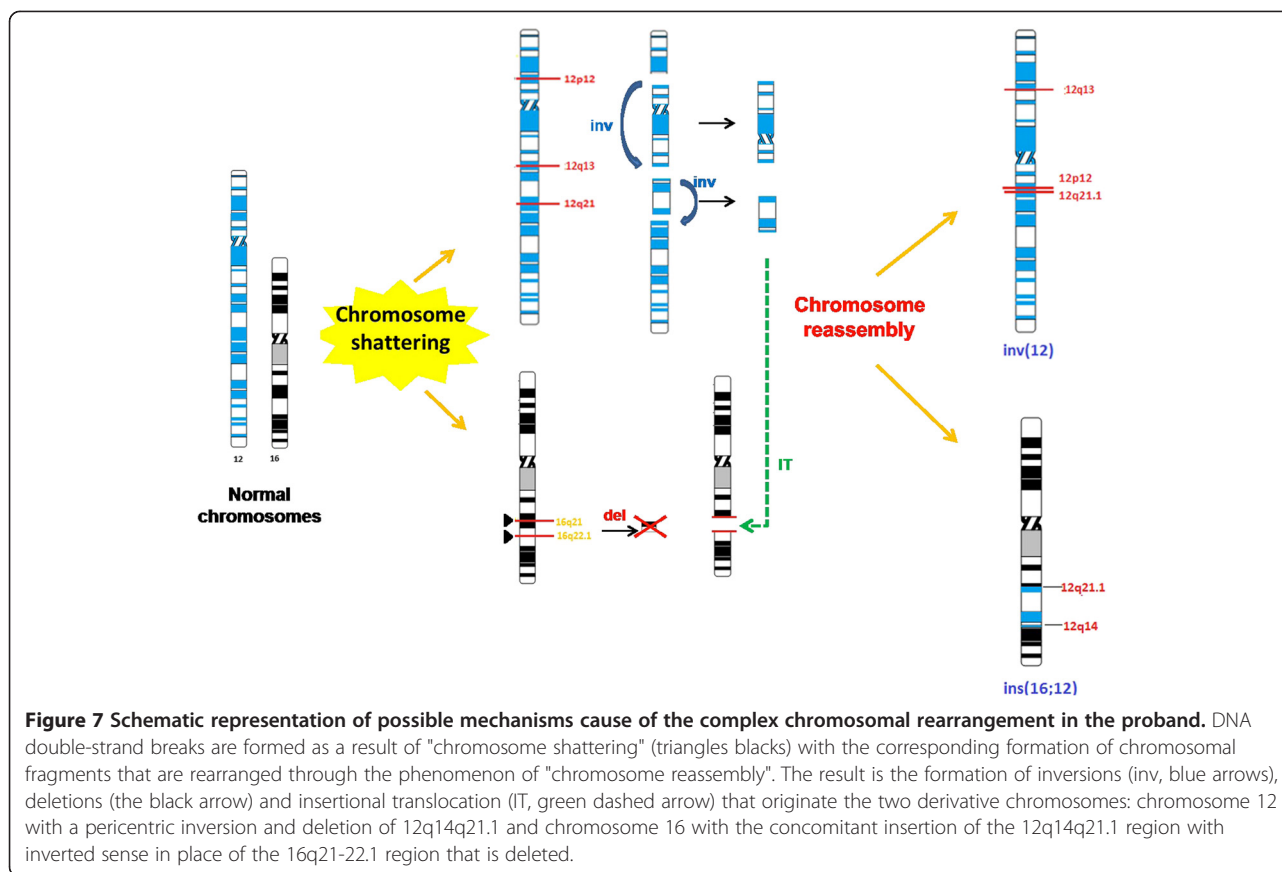 12p12
12q13
12q21
inv
inv
12q13
12p12
12q21.1
inv(12)
Chromosome
shattering
Chromosome
reassembly
12
16
Normal
chromosomes
16q21
16q22.1
del
IT
12q21.1
12q14
ins(16;12)
Figure 7 Schematic representation of possible mechanisms cause of the complex chromosomal rearrangement in the proband. DNA
double-strand breaks are formed as a result of "chromosome shattering" (triangles blacks) with the corresponding formation of chromosomal
fragments that are rearranged through the phenomenon of "chromosome reassembly". The result is the formation of inversions (inv, blue arrows),
deletions (the black arrow) and insertional translocation (IT, green dashed arrow) that originate the two derivative chromosomes: chromosome 12
with a pericentric inversion and deletion of 12q14q21.1 and chromosome 16 with the concomitant insertion of the 12q14q21.1 region with
inverted sense in place of the 16q21-22.1 region that is deleted.